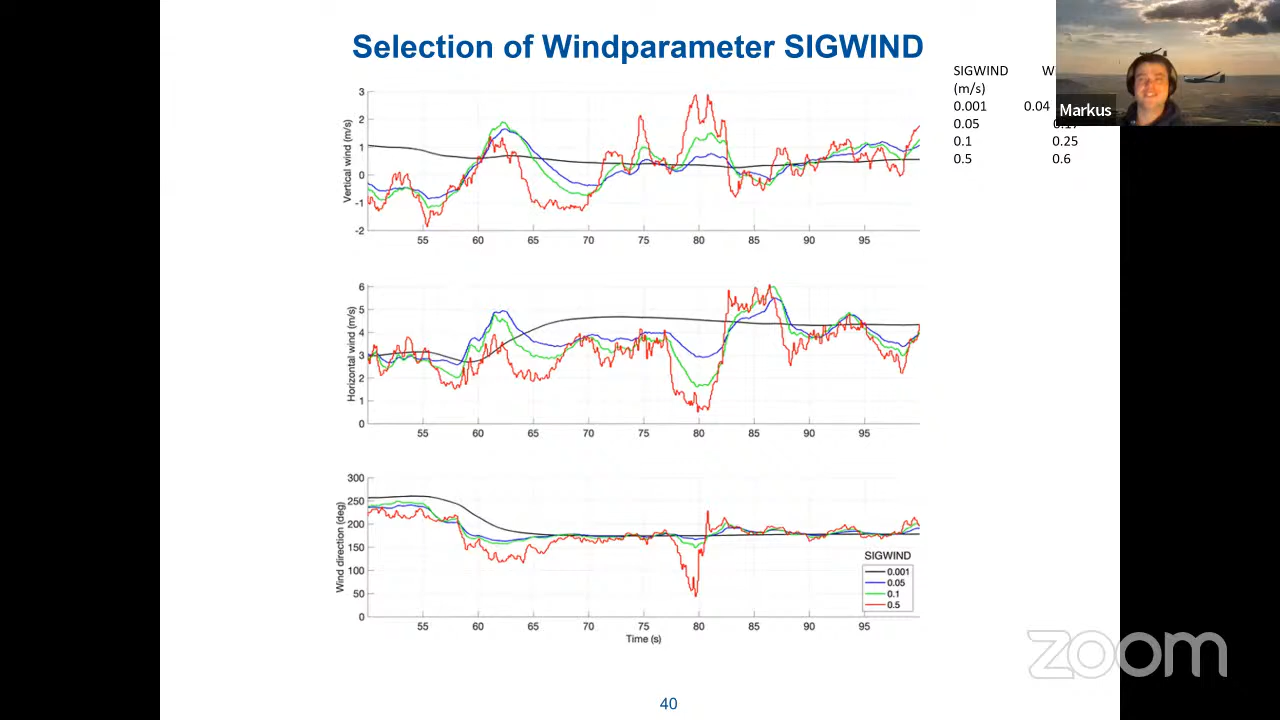 Selection of Windparameter SIGWIND
SIGWIND W
(m/s)
0.001 0.04
0.05
0.1 0.25
0.5 0.6
Markus
Vertical wind (m/s)
3
2
1
0
-1
-2
55 60 65 70 75 80 85 90 95
Horizontal wind (m/s)
6
5
4
3
2
1
0
55 60 65 70 75 80 85 90 95
Wind direction (deg)
300
250
200
150
100
50
0
55 60 65 70 75 80 85 90 95
Time (s)
SIGWIND
0.001
0.05
0.1
0.5
zoom
40